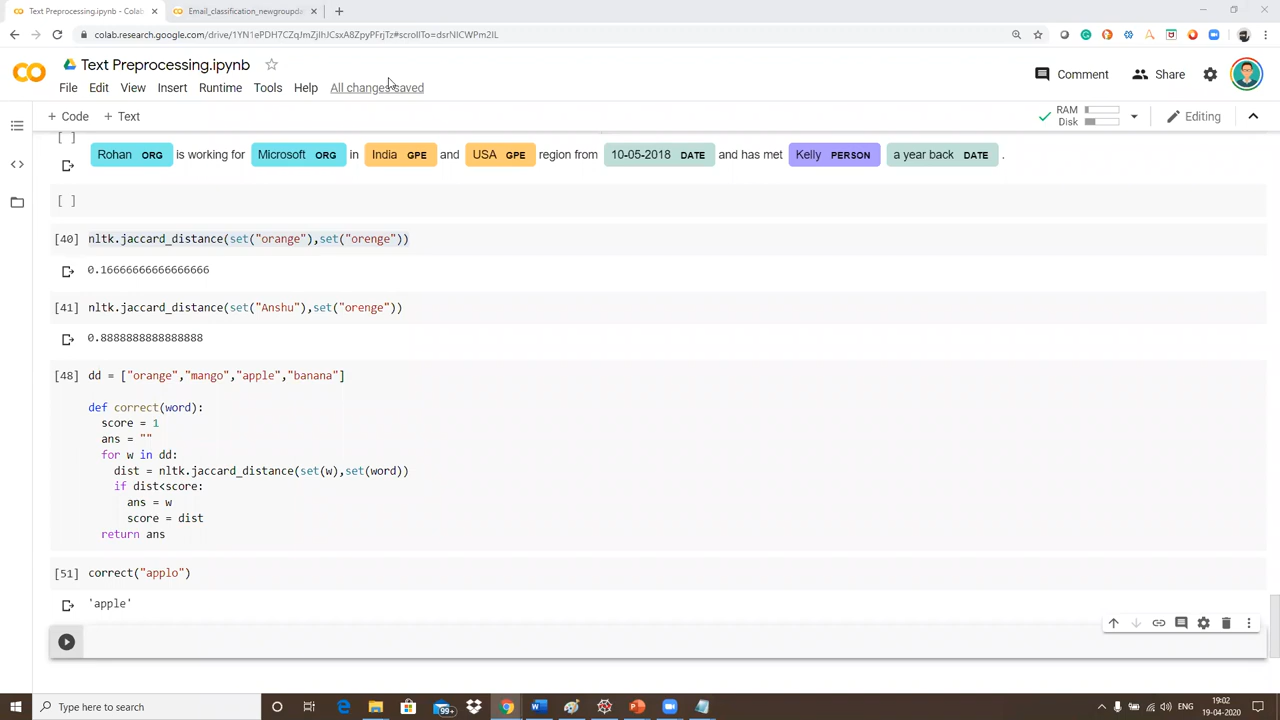 Text Preprocessing.ipynb - Colab
Email_classification_newgroupda
colab.research.google.com/drive/1YN1ePDH7CZqJmZjIhJCsxA8ZpyPFrjTz#scrollTo=dsrNICWPm2IL
CO Text Preprocessing.ipynb
Comment Share
File Edit View Insert Runtime Tools Help All changes saved
+ Code + Text RAM Disk Editing
[ ]
Rohan ORG is working for Microsoft ORG in India GPE and USA GPE region from 10-05-2018 DATE and has met Kelly PERSON a year back DATE .
[ ]
[40] nltk.jaccard_distance(set("orange"),set("orenge"))
0.16666666666666666
[41] nltk.jaccard_distance(set("Anshu"),set("orenge"))
0.8888888888888888
[48] dd = ["orange","mango","apple","banana"]
def correct(word):
score = 1
ans = ""
for w in dd:
dist = nltk.jaccard_distance(set(w),set(word))
if dist<score:
ans = w
score = dist
return ans
[51] correct("applo")
'apple'
Type here to search
99+
ENG
19:02
19-04-2020